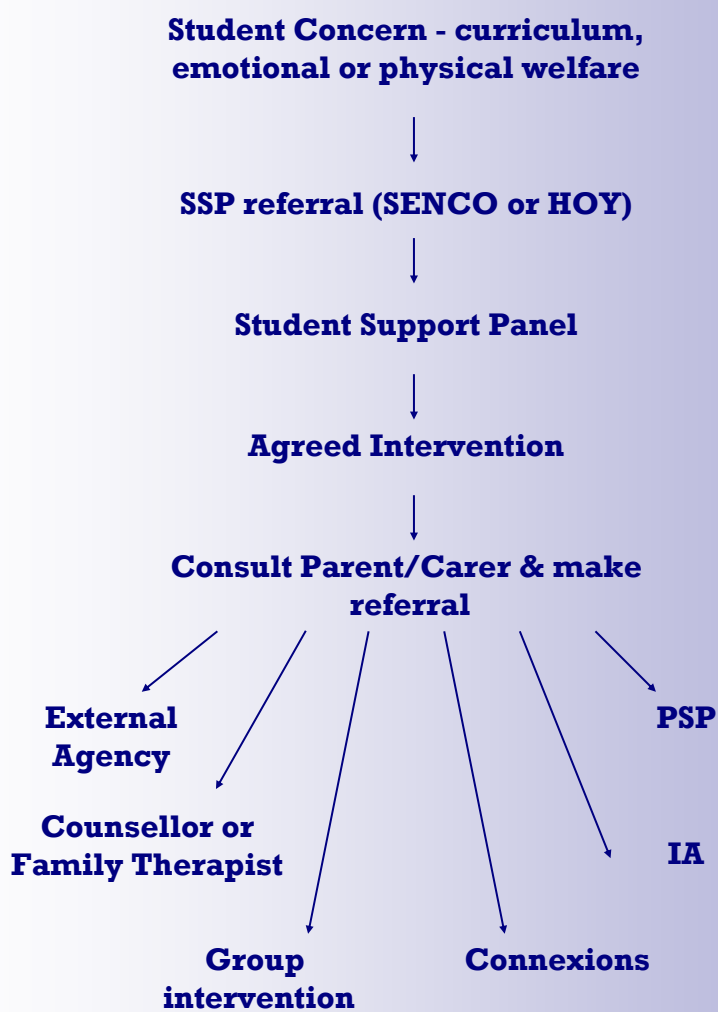 Student Concern - curriculum,
emotional or physical welfare
SSP referral (SENCO or HOY)
Student Support Panel
Agreed Intervention
Consult Parent/Carer & make
referral
External
Agency
PSP
Counsellor or
Family Therapist
IA
Group
intervention
Connexions